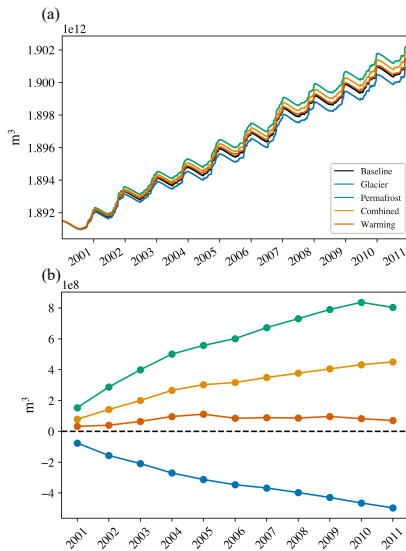 (a)
1e12
1.902
1.900
1.898
1.896
1.894
1.892
m³
Baseline
Glacier
Permafrost
Combined
Warming
2001 2002 2003 2004 2005 2006 2007 2008 2009 2010 2011
(b)
1e8
8
6
4
2
0
−2
−4
m³
2001 2002 2003 2004 2005 2006 2007 2008 2009 2010 2011